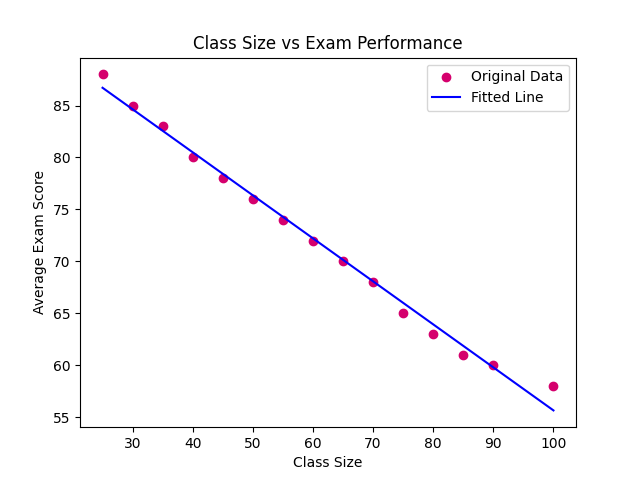 Class Size vs Exam Performance
Original Data
Fitted Line
Average Exam Score
85
80
75
70
65
60
55
30 40 50 60 70 80 90 100
Class Size